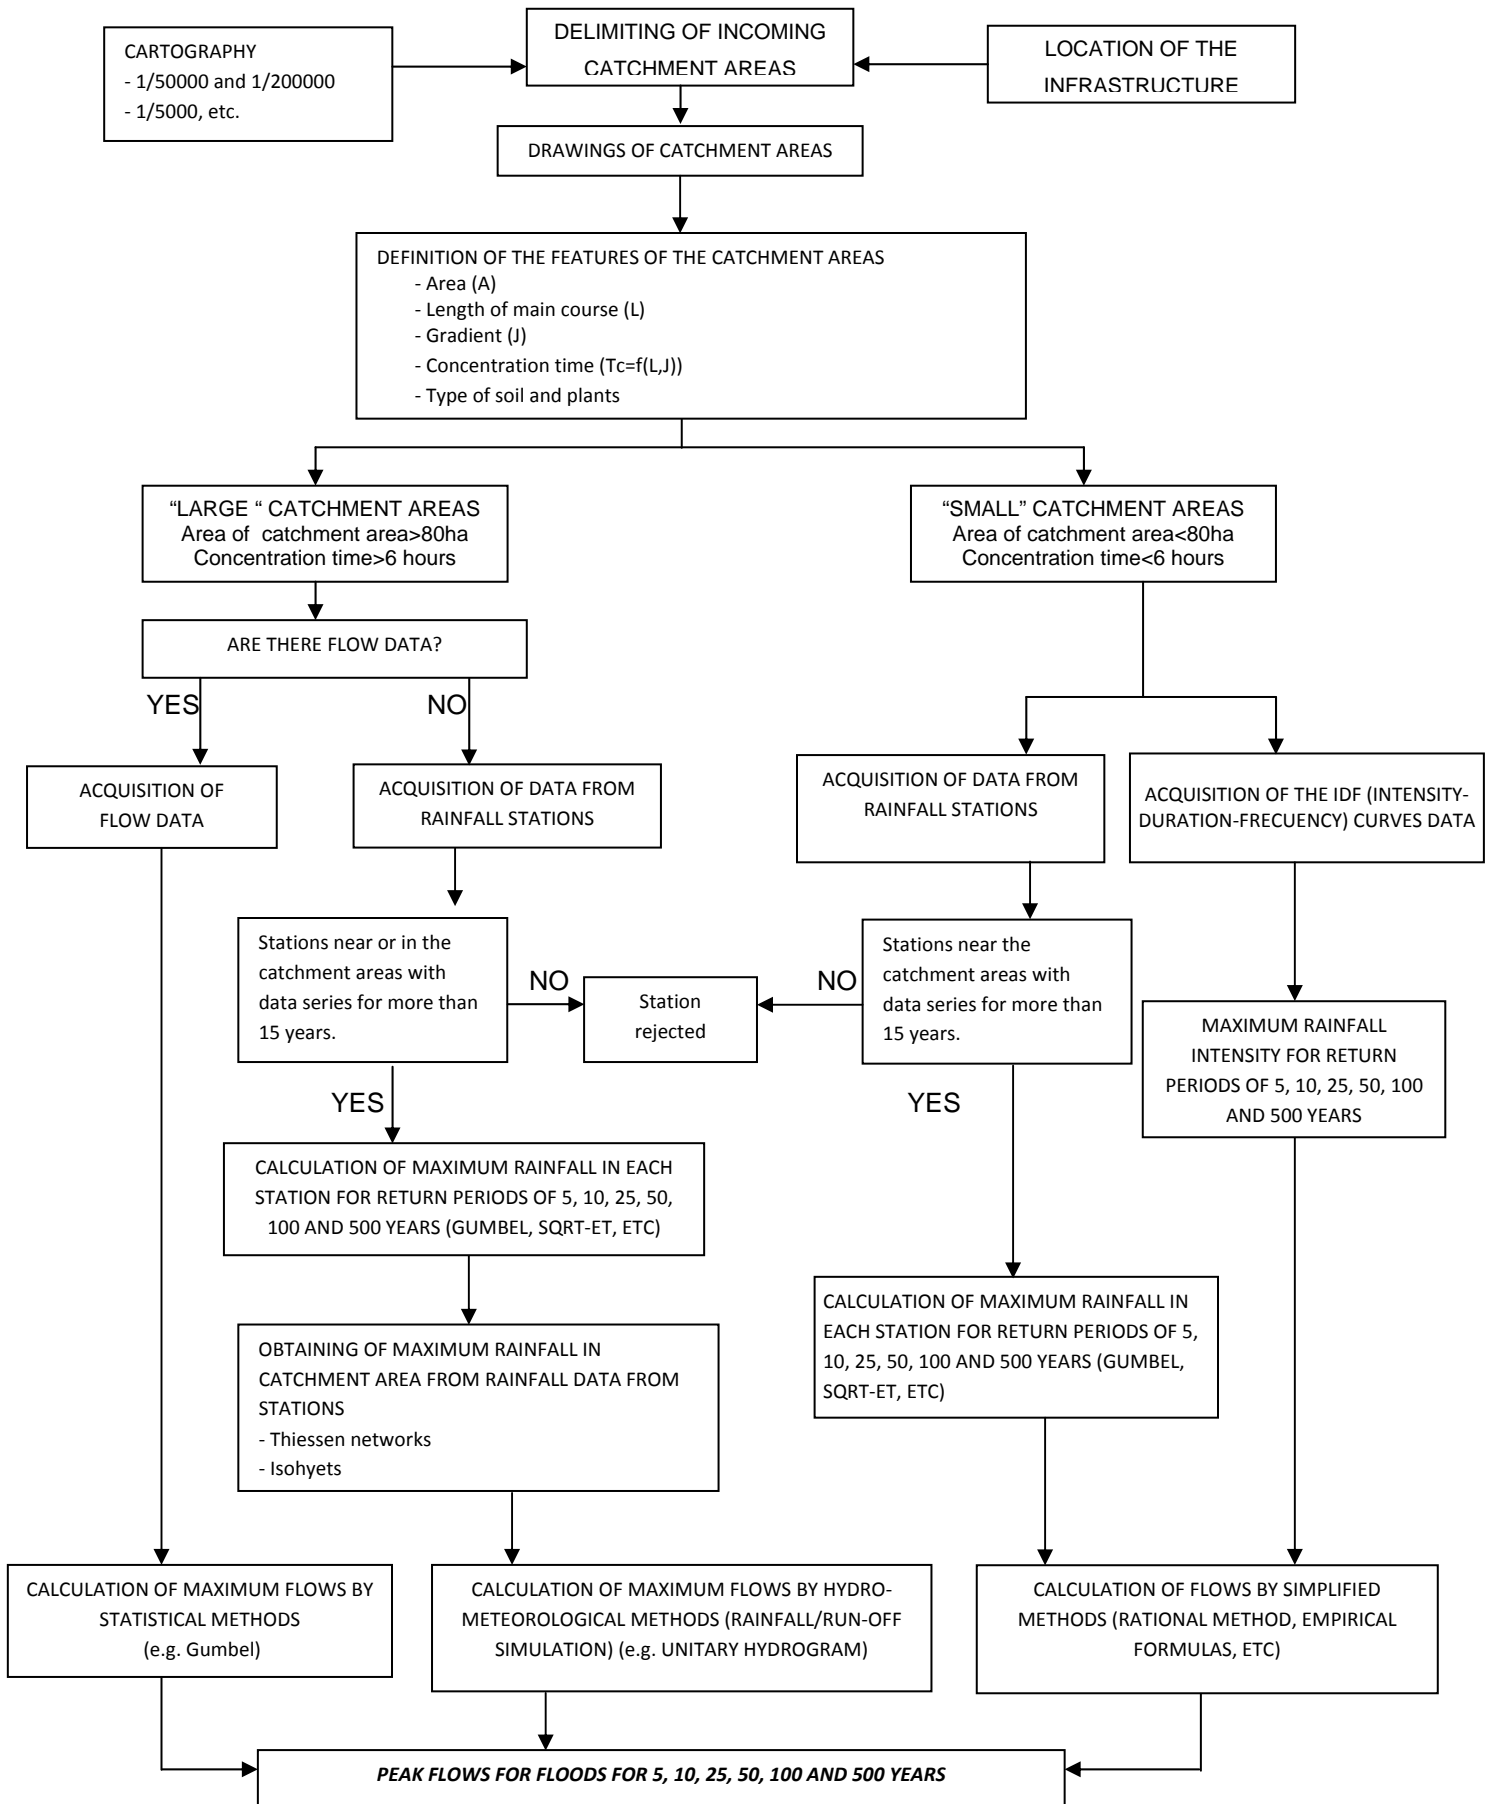 DELIMITING OF INCOMING
CATCHMENT AREAS
CARTOGRAPHY
- 1/50000 and 1/200000
- 1/5000, etc.
LOCATION OF THE
INFRASTRUCTURE
DRAWINGS OF CATCHMENT AREAS
DEFINITION OF THE FEATURES OF THE CATCHMENT AREAS
- Area (A)
- Length of main course (L)
- Gradient (J)
- Concentration time (Tc=f(L,J))
- Type of soil and plants
“LARGE “ CATCHMENT AREAS
Area of catchment area>80ha
Concentration time>6 hours
“SMALL” CATCHMENT AREAS
Area of catchment area<80ha
Concentration time<6 hours
ARE THERE FLOW DATA?
YES
NO
ACQUISITION OF
FLOW DATA
ACQUISITION OF DATA FROM
RAINFALL STATIONS
ACQUISITION OF DATA FROM
RAINFALL STATIONS
ACQUISITION OF THE IDF (INTENSITY-
DURATION-FRECUENCY) CURVES DATA
Stations near or in the
catchment areas with
data series for more than
15 years.
NO
Station
rejected
NO
Stations near the
catchment areas with
data series for more than
15 years.
MAXIMUM RAINFALL
INTENSITY FOR RETURN
PERIODS OF 5, 10, 25, 50, 100
AND 500 YEARS
YES
YES
CALCULATION OF MAXIMUM RAINFALL IN EACH
STATION FOR RETURN PERIODS OF 5, 10, 25, 50,
100 AND 500 YEARS (GUMBEL, SQRT-ET, ETC)
CALCULATION OF MAXIMUM RAINFALL IN
EACH STATION FOR RETURN PERIODS OF 5,
10, 25, 50, 100 AND 500 YEARS (GUMBEL,
SQRT-ET, ETC)
OBTAINING OF MAXIMUM RAINFALL IN
CATCHMENT AREA FROM RAINFALL DATA FROM
STATIONS
- Thiessen networks
- Isohyets
CALCULATION OF MAXIMUM FLOWS BY
STATISTICAL METHODS
(e.g. Gumbel)
CALCULATION OF MAXIMUM FLOWS BY HYDRO-
METEOROLOGICAL METHODS (RAINFALL/RUN-OFF
SIMULATION) (e.g. UNITARY HYDROGRAM)
CALCULATION OF FLOWS BY SIMPLIFIED
METHODS (RATIONAL METHOD, EMPIRICAL
FORMULAS, ETC)
PEAK FLOWS FOR FLOODS FOR 5, 10, 25, 50, 100 AND 500 YEARS